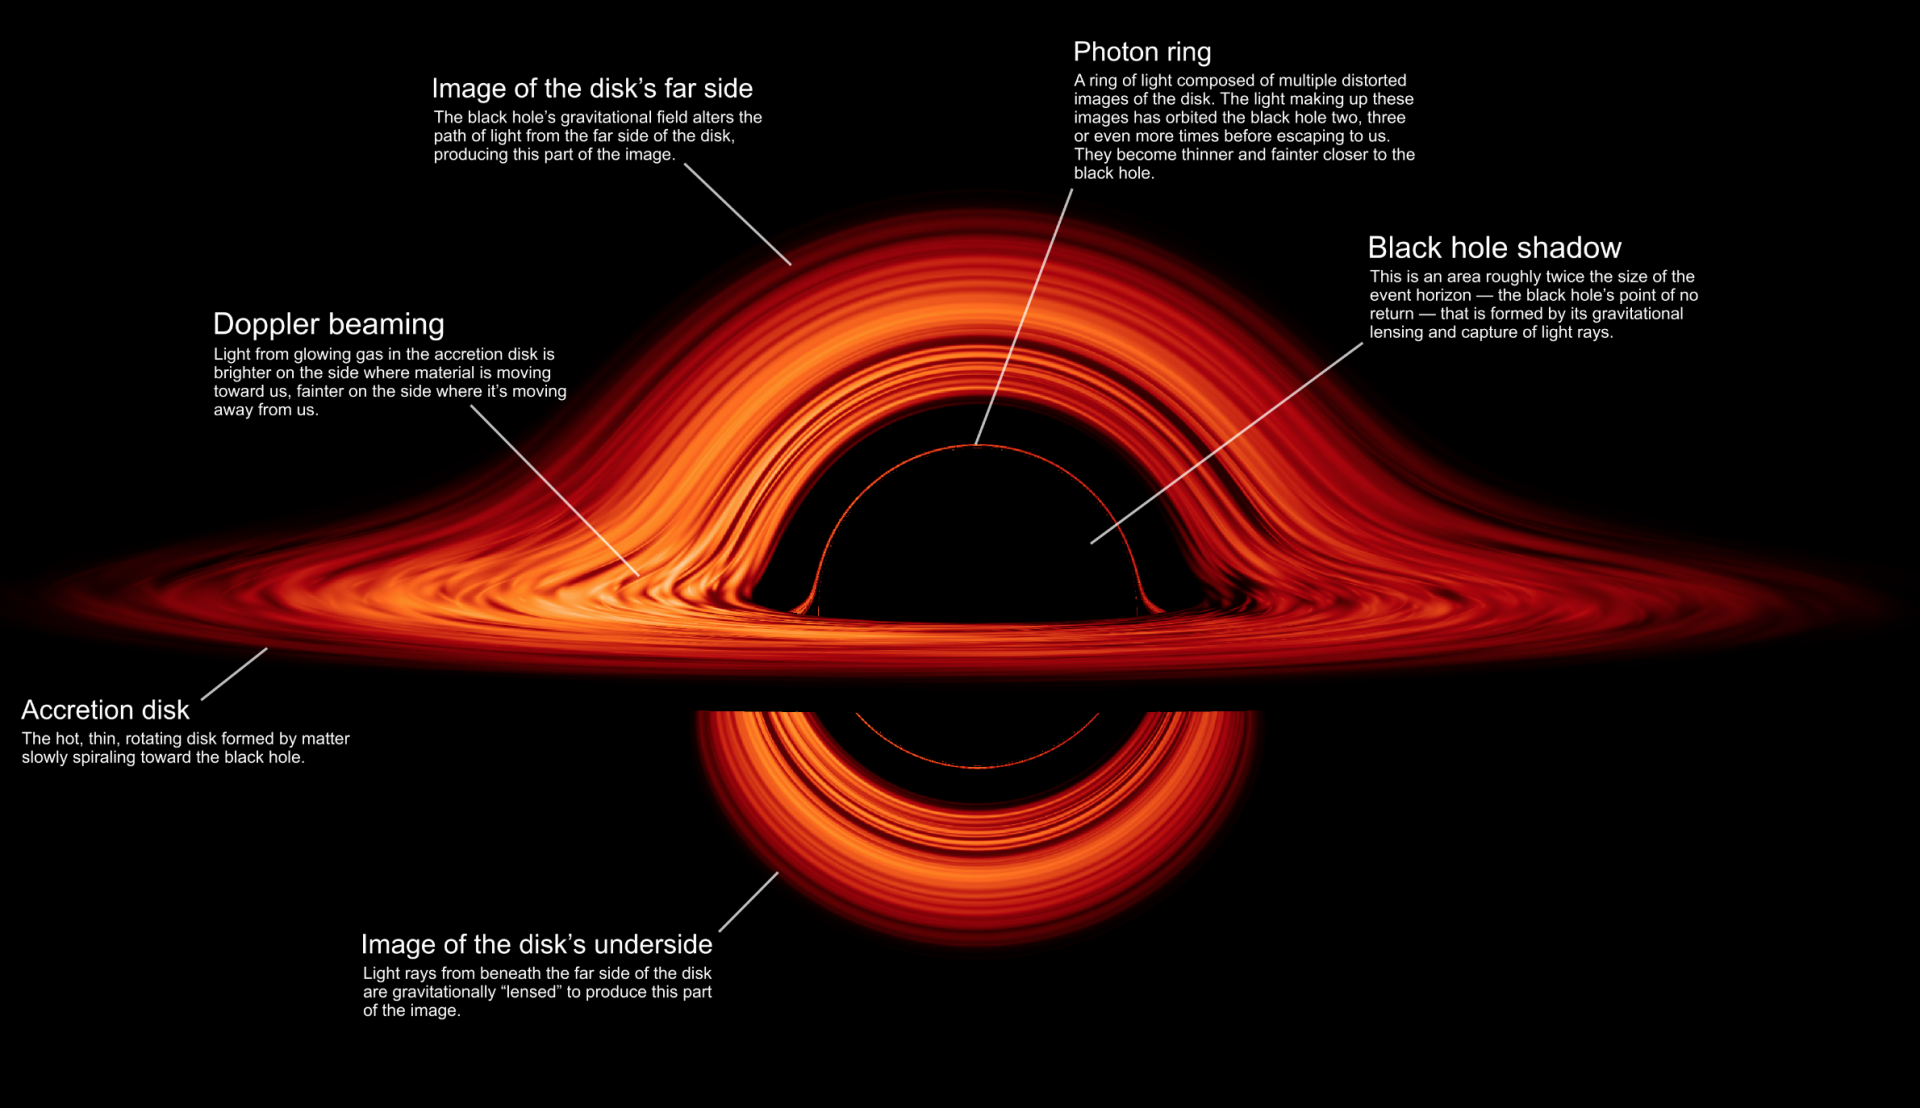 Image of the disk’s far side
The black hole’s gravitational field alters the
path of light from the far side of the disk,
producing this part of the image.
Photon ring
A ring of light composed of multiple distorted
images of the disk. The light making up these
images has orbited the black hole two, three
or even more times before escaping to us.
They become thinner and fainter closer to the
black hole.
Black hole shadow
This is an area roughly twice the size of the
event horizon — the black hole’s point of no
return — that is formed by its gravitational
lensing and capture of light rays.
Doppler beaming
Light from glowing gas in the accretion disk is
brighter on the side where material is moving
toward us, fainter on the side where it’s moving
away from us.
Accretion disk
The hot, thin, rotating disk formed by matter
slowly spiraling toward the black hole.
Image of the disk’s underside
Light rays from beneath the far side of the disk
are gravitationally “lensed” to produce this part
of the image.